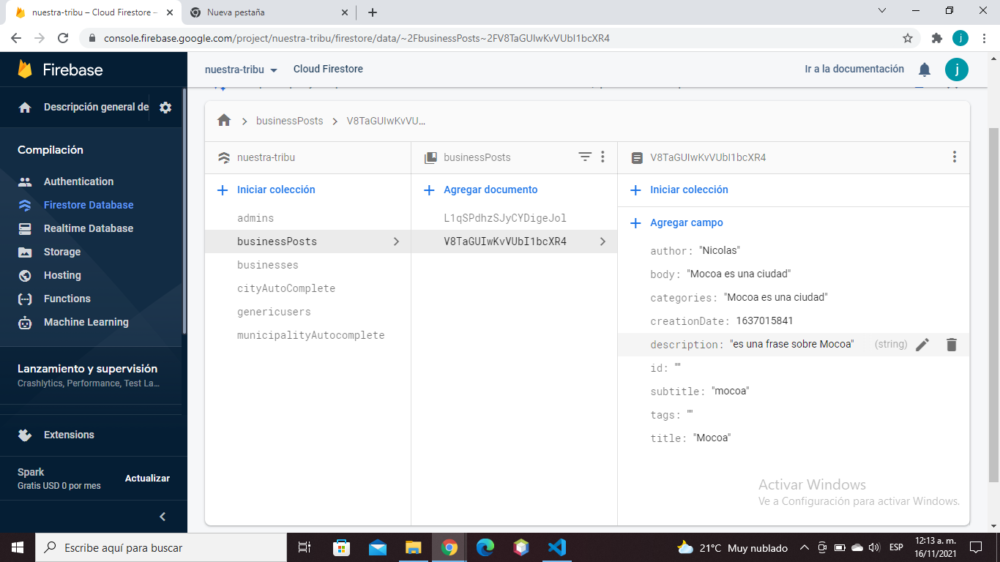 nuestra-tribu – Cloud Firestore –
Nueva pestaña
console.firebase.google.com/project/nuestra-tribu/firestore/data/~2FbusinessPosts~2FV8TaGUIwKvVUbI1bcXR4
j
Firebase
nuestra-tribu
Cloud Firestore
Ir a la documentación
j
Descripción general de
businessPosts
V8TaGUIwKvVU...
Compilación
Authentication
Firestore Database
Realtime Database
Storage
Hosting
Functions
Machine Learning
Lanzamiento y supervisión
Crashlytics, Performance, Test La...
Extensions
Spark
Gratis USD 0 por mes
Actualizar
nuestra-tribu
Iniciar colección
admins
businessPosts
businesses
cityAutoComplete
genericusers
municipalityAutocomplete
businessPosts
Agregar documento
L1qSPdhzSJyCYDigeJol
V8TaGUIwKvVUbI1bcXR4
V8TaGUIwKvVUbI1bcXR4
Iniciar colección
Agregar campo
author: "Nicolas"
body: "Mocoa es una ciudad"
categories: "Mocoa es una ciudad"
creationDate: 1637015841
description: "es una frase sobre Mocoa" (string)
id: ""
subtitle: "mocoa"
tags: ""
title: "Mocoa"
Activar Windows
Ve a Configuración para activar Windows.
Escribe aquí para buscar
21°C Muy nublado
ESP
12:13 a. m.
16/11/2021